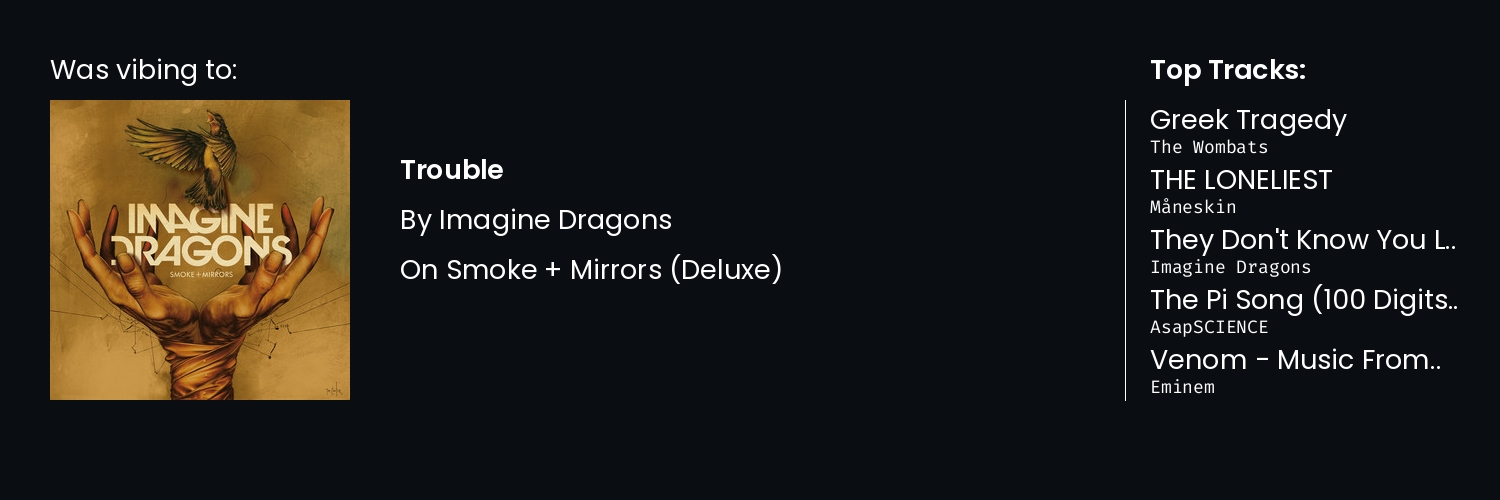 Was vibing to:
IMAGINE
DRAGONS
SMOKE + MIRRORS
Trouble
By Imagine Dragons
On Smoke + Mirrors (Deluxe)
Top Tracks:
Greek Tragedy
The Wombats
THE LONELIEST
Måneskin
They Don't Know You L..
Imagine Dragons
The Pi Song (100 Digits..
AsapSCIENCE
Venom - Music From..
Eminem